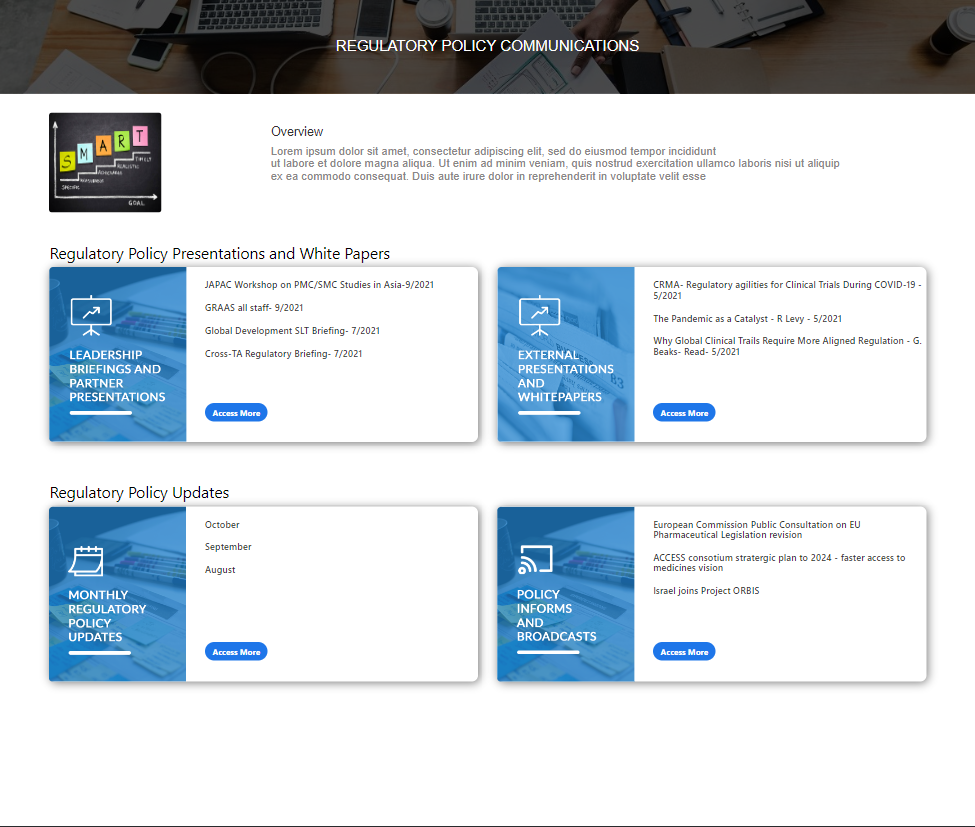 REGULATORY POLICY COMMUNICATIONS
S M A R T
TIMELY
REALISTIC
ACHIEVABLE
MEASURABLE
SPECIFIC
GOAL
Overview
Lorem ipsum dolor sit amet, consectetur adipiscing elit, sed do eiusmod tempor incididunt
ut labore et dolore magna aliqua. Ut enim ad minim veniam, quis nostrud exercitation ullamco laboris nisi ut aliquip
ex ea commodo consequat. Duis aute irure dolor in reprehenderit in voluptate velit esse
Regulatory Policy Presentations and White Papers
LEADERSHIP
BRIEFINGS AND
PARTNER
PRESENTATIONS
JAPAC Workshop on PMC/SMC Studies in Asia-9/2021
GRAAS all staff- 9/2021
Global Development SLT Briefing- 7/2021
Cross-TA Regulatory Briefing- 7/2021
Access More
EXTERNAL
PRESENTATIONS
AND
WHITEPAPERS
CRMA- Regulatory agilities for Clinical Trials During COVID-19 -
5/2021
The Pandemic as a Catalyst - R Levy - 5/2021
Why Global Clinical Trails Require More Aligned Regulation - G.
Beaks- Read- 5/2021
Access More
Regulatory Policy Updates
MONTHLY
REGULATORY
POLICY
UPDATES
October
September
August
Access More
POLICY
INFORMS
AND
BROADCASTS
European Commission Public Consultation on EU
Pharmaceutical Legislation revision
ACCESS consotium stratergic plan to 2024 - faster access to
medicines vision
Israel joins Project ORBIS
Access More